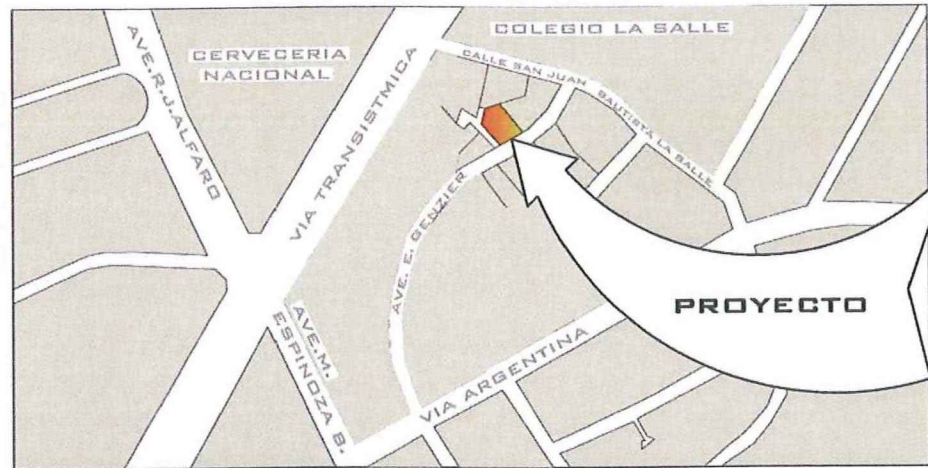 COLEGIO LA SALLE
CERVECERIA
NACIONAL
AVE.R.J.ALFARO
CALLE SAN JUAN
BAUTISTA LA SALLE
VIA TRANSISTMICA
AVE. E. GENZIER
PROYECTO
AVE.M.
ESPINOZA B.
VIA ARGENTINA